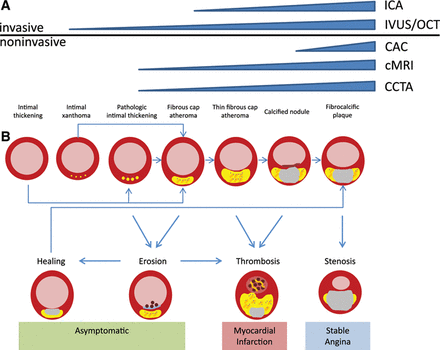 A
ICA
invasive
IVUS/OCT
noninvasive
CAC
cMRI
CCTA
Intimal
thickening
Intimal
xanthoma
Pathologic
intimal thickening
Fibrous cap
atheroma
Thin fibrous cap
atheroma
Calcified nodule
Fibrocalcific
plaque
B
Healing
Erosion
Thrombosis
Stenosis
Asymptomatic
Myocardial
Infarction
Stable
Angina